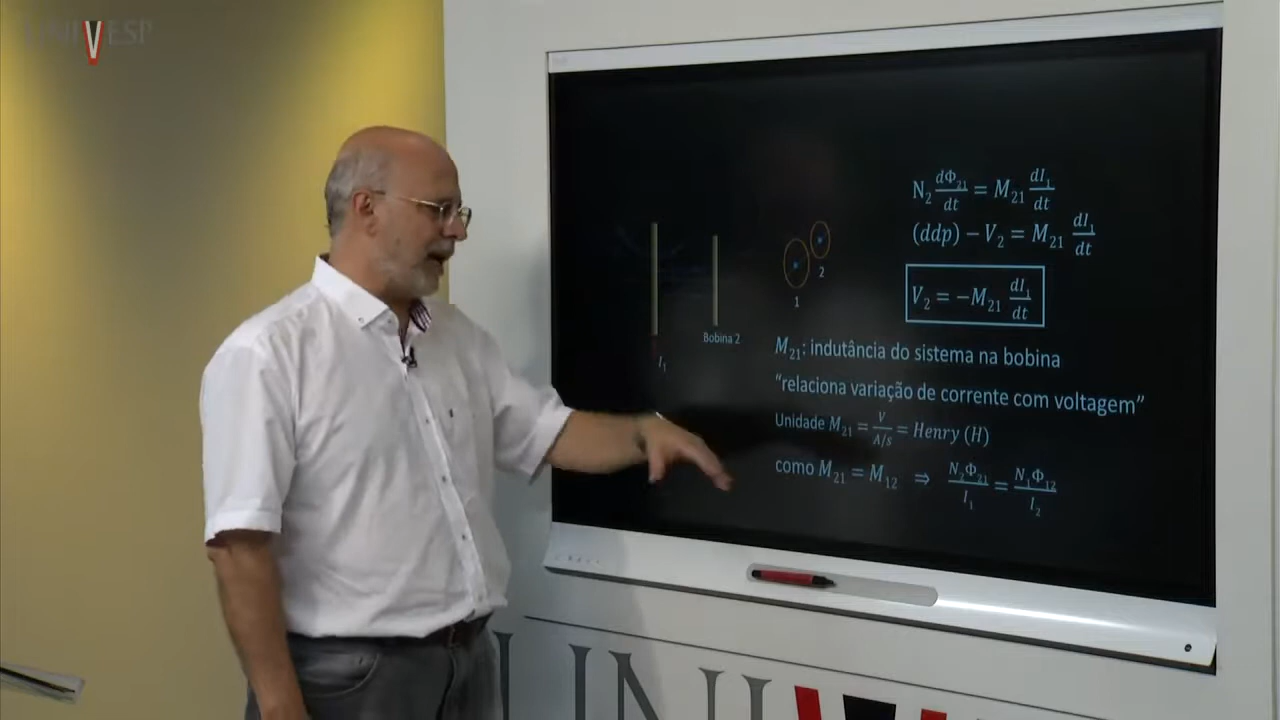 UNIVESP
N₂ dΦ₂₁/dt = M₂₁ dI₁/dt
(ddp) − V₂ = M₂₁ dI₁/dt
V₂ = −M₂₁ dI₁/dt
1
2
Bobina 2
I₁
M₂₁: indutância do sistema na bobina
“relaciona variação de corrente com voltagem”
Unidade M₂₁ = V/(A/s) = Henry (H)
como M₂₁ = M₁₂ ⇒ N₂Φ₂₁/I₁ = N₁Φ₁₂/I₂
UNIV